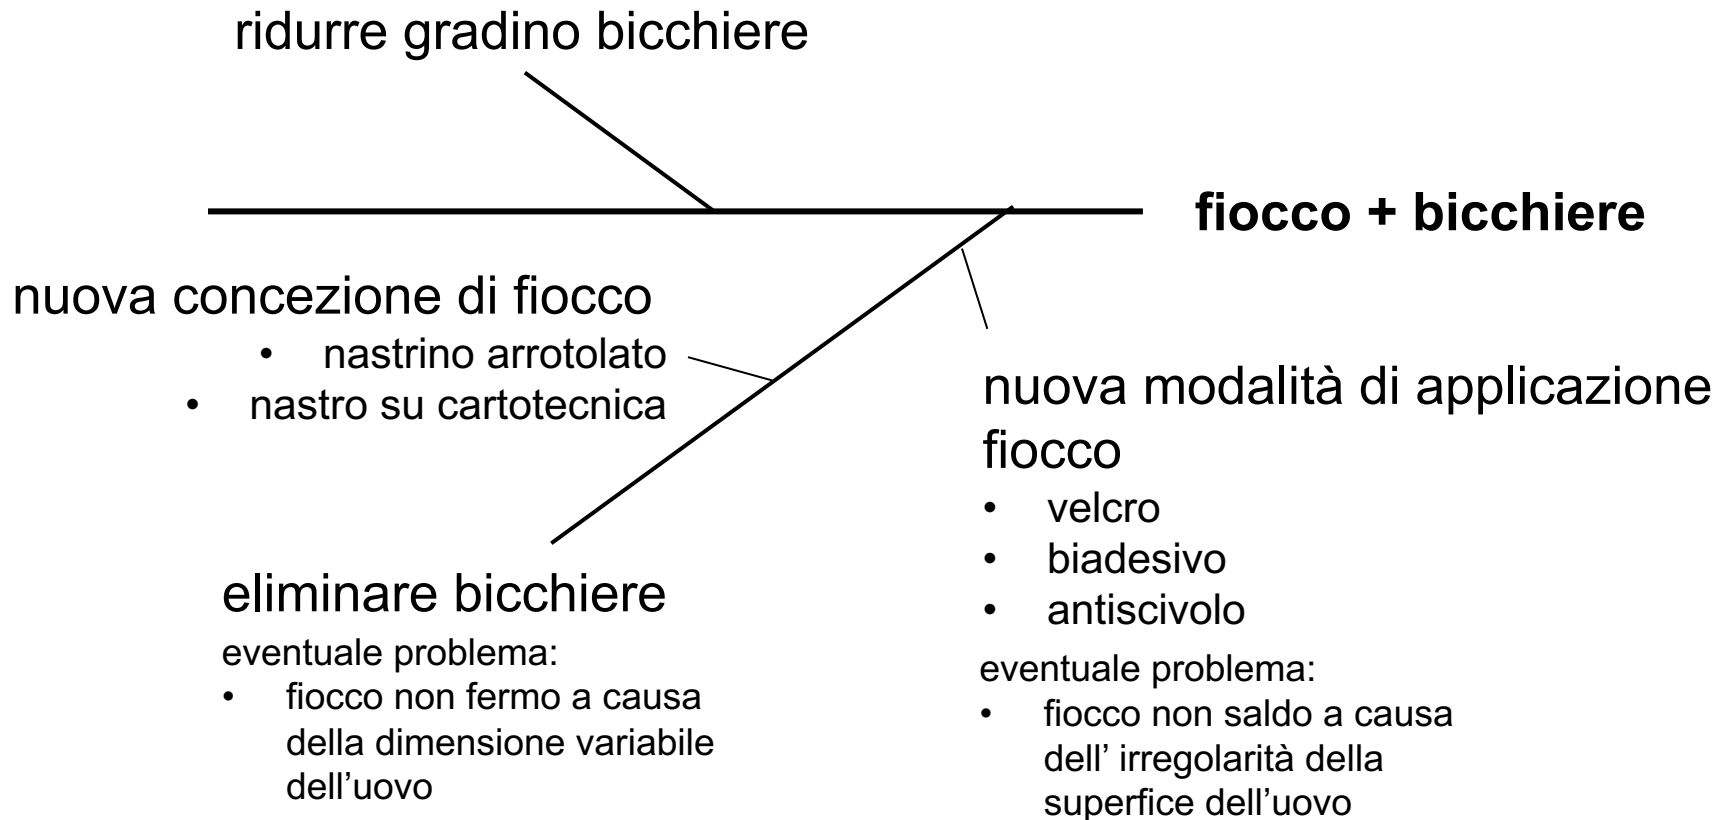 ridurre gradino bicchiere
fiocco + bicchiere
nuova concezione di fiocco
• nastrino arrotolato
• nastro su cartotecnica
nuova modalità di applicazione
fiocco
• velcro
• biadesivo
• antiscivolo
eventuale problema:
• fiocco non saldo a causa
dell’ irregolarità della
superfice dell’uovo
eliminare bicchiere
eventuale problema:
• fiocco non fermo a causa
della dimensione variabile
dell’uovo